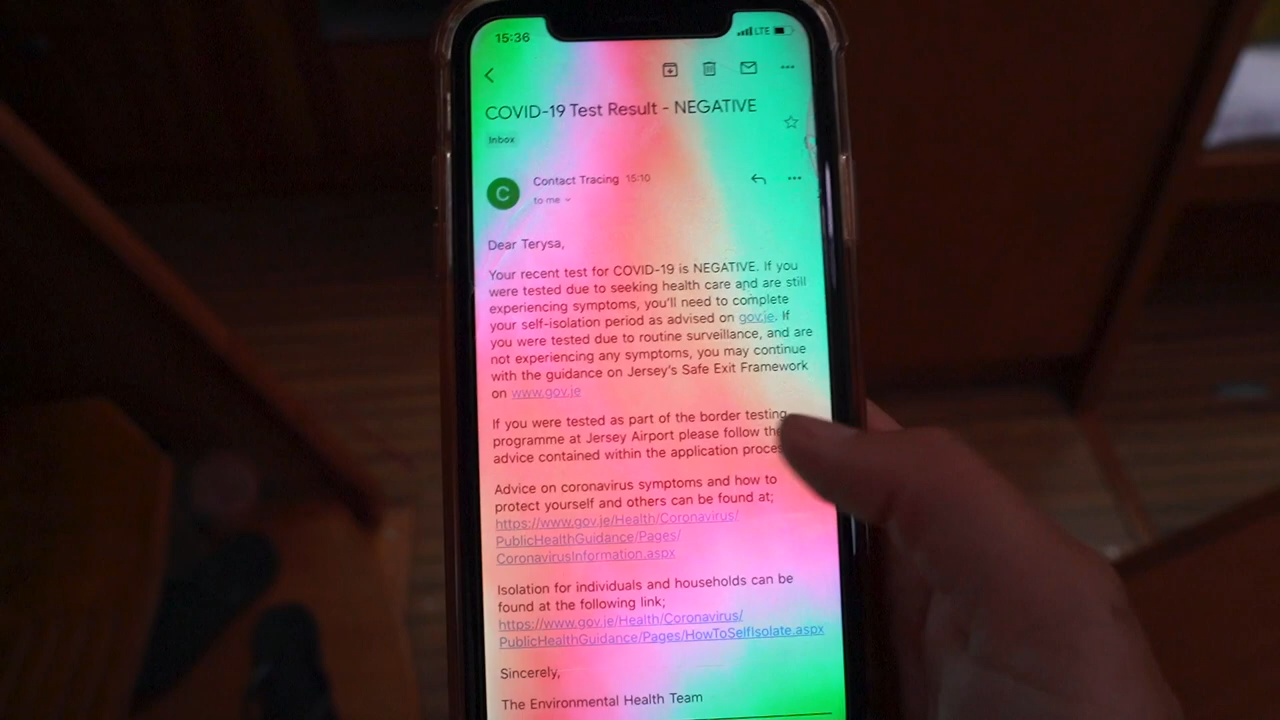 15:36
LTE
COVID-19 Test Result - NEGATIVE
Inbox
C
Contact Tracing 15:10
to me
Dear Terysa,
Your recent test for COVID-19 is NEGATIVE. If you
were tested due to seeking health care and are still
experiencing symptoms, you'll need to complete
your self-isolation period as advised on gov.je. If
you were tested due to routine surveillance, and are
not experiencing any symptoms, you may continue
with the guidance on Jersey's Safe Exit Framework
on www.gov.je
If you were tested as part of the border testing
programme at Jersey Airport please follow the
advice contained within the application
Advice on coronavirus symptoms and how to
protect yourself and others can be found at;
https://www.gov.je/Health/Coronavirus/
PublicHealthGuidance/Pages/
CoronavirusInformation.aspx
Isolation for individuals and households can be
found at the following link;
https://www.gov.je/Health/Coronavirus/
PublicHealthGuidance/Pages/HowToSelfIsolate.aspx
Sincerely,
The Environmental Health Team